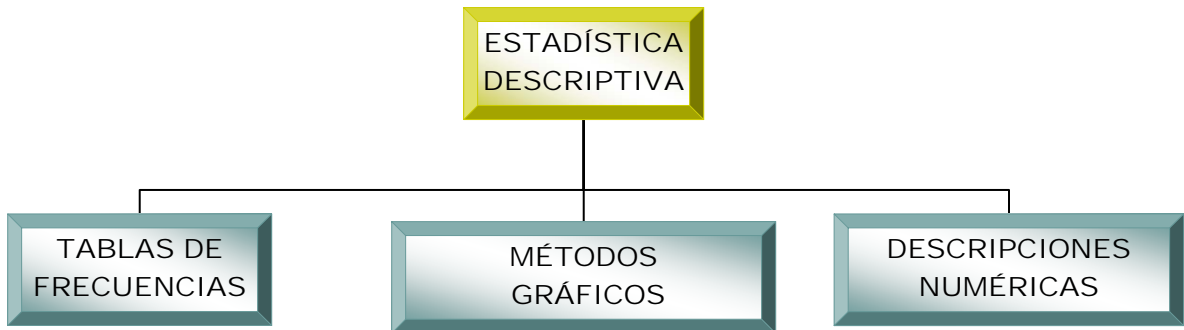 ESTADÍSTICA
DESCRIPTIVA
TABLAS DE
FRECUENCIAS
MÉTODOS
GRÁFICOS
DESCRIPCIONES
NUMÉRICAS